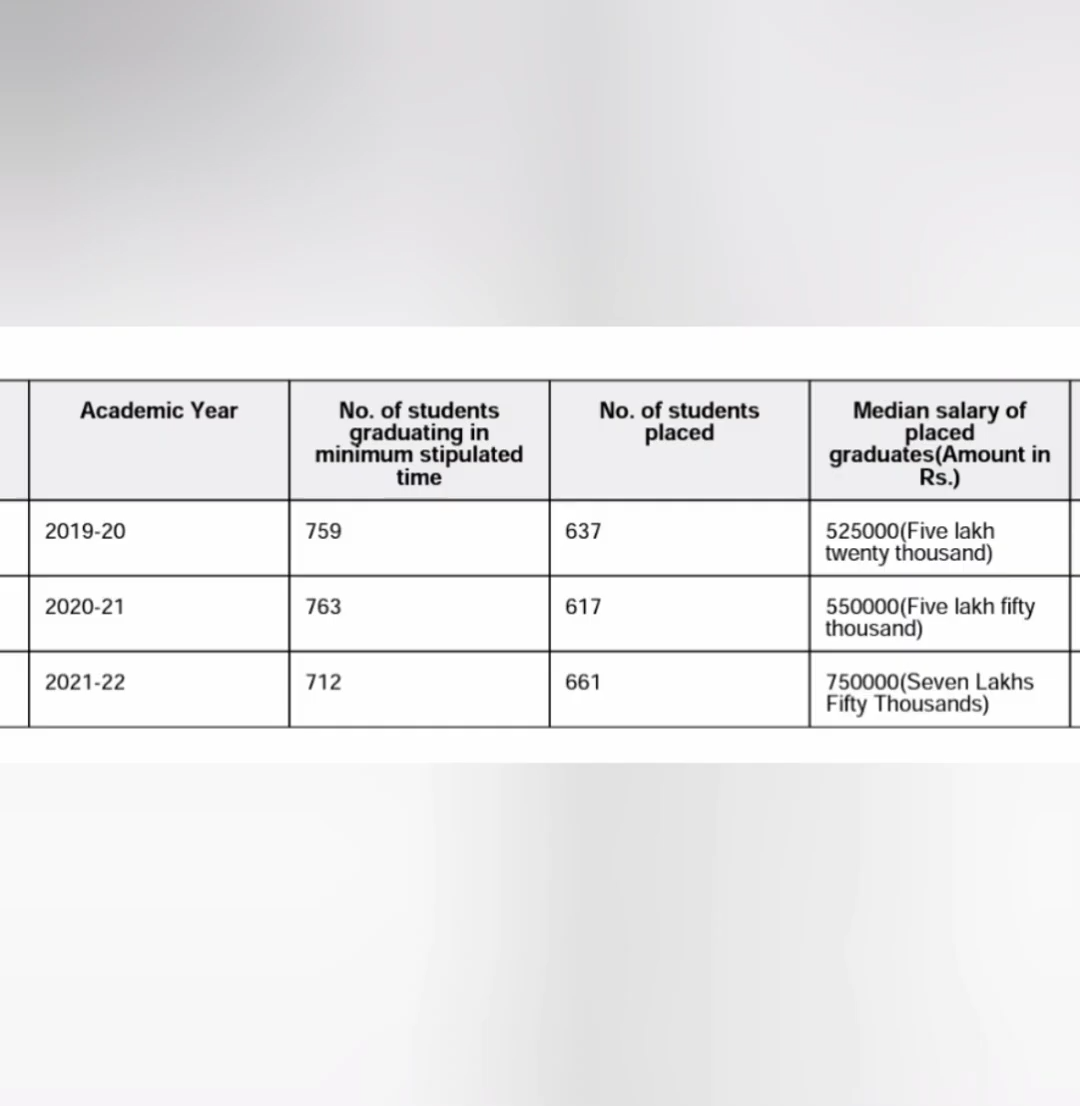 Academic Year
No. of students
graduating in
minimum stipulated
time
No. of students
placed
Median salary of
placed
graduates(Amount in
Rs.)
2019-20
759
637
525000(Five lakh
twenty thousand)
2020-21
763
617
550000(Five lakh fifty
thousand)
2021-22
712
661
750000(Seven Lakhs
Fifty Thousands)